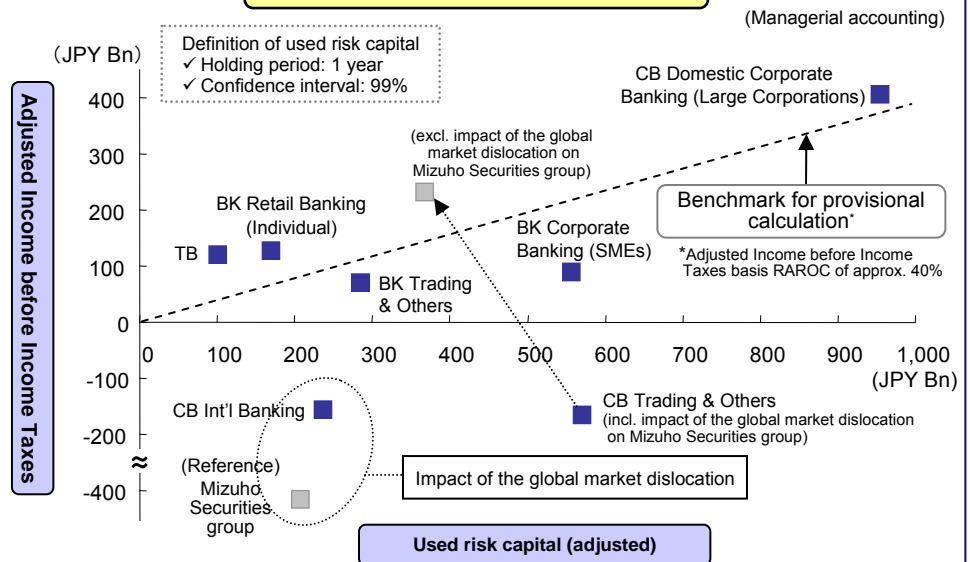 (Managerial accounting)
(JPY Bn)
Definition of used risk capital
✓ Holding period: 1 year
✓ Confidence interval: 99%
Adjusted Income before Income Taxes
400
300
200
100
0
-100
-200
≈
-400
CB Domestic Corporate
Banking (Large Corporations)
(excl. impact of the global
market dislocation on
Mizuho Securities group)
Benchmark for provisional
calculation*
*Adjusted Income before Income
Taxes basis RAROC of approx. 40%
BK Retail Banking
(Individual)
TB
BK Corporate
Banking (SMEs)
BK Trading
& Others
0 100 200 300 400 500 600 700 800 900 1,000
(JPY Bn)
CB Int'l Banking
CB Trading & Others
(incl. impact of the global market dislocation
on Mizuho Securities group)
(Reference)
Mizuho
Securities
group
Impact of the global market dislocation
Used risk capital (adjusted)